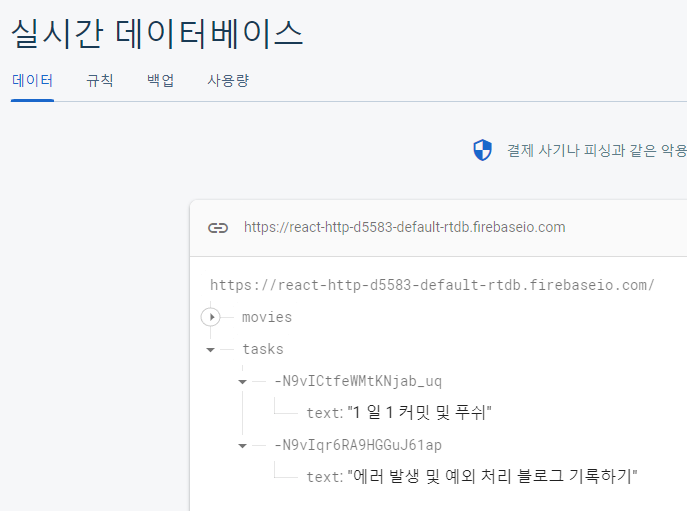 실시간 데이터베이스
데이터 규칙 백업 사용량
결제 사기나 피싱과 같은 악용
https://react-http-d5583-default-rtdb.firebaseio.com
https://react-http-d5583-default-rtdb.firebaseio.com/
movies
tasks
-N9vICtfeWMtKNjab_uq
text: "1 일 1 커밋 및 푸쉬"
-N9vIqr6RA9HGGuJ61ap
text: "에러 발생 및 예외 처리 블로그 기록하기"